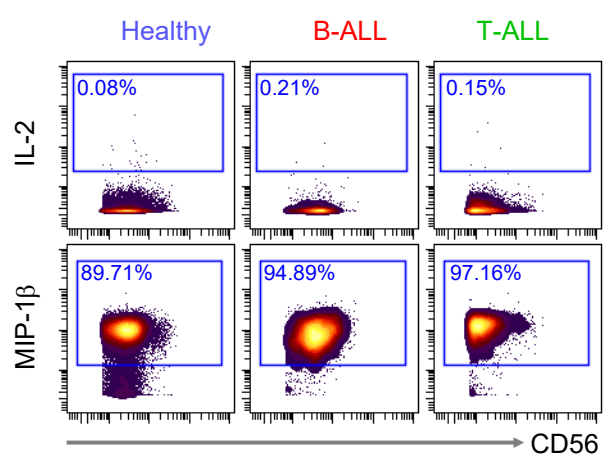 Healthy B-ALL T-ALL
IL-2
0.08% 0.21% 0.15%
MIP-1β
89.71% 94.89% 97.16%
CD56